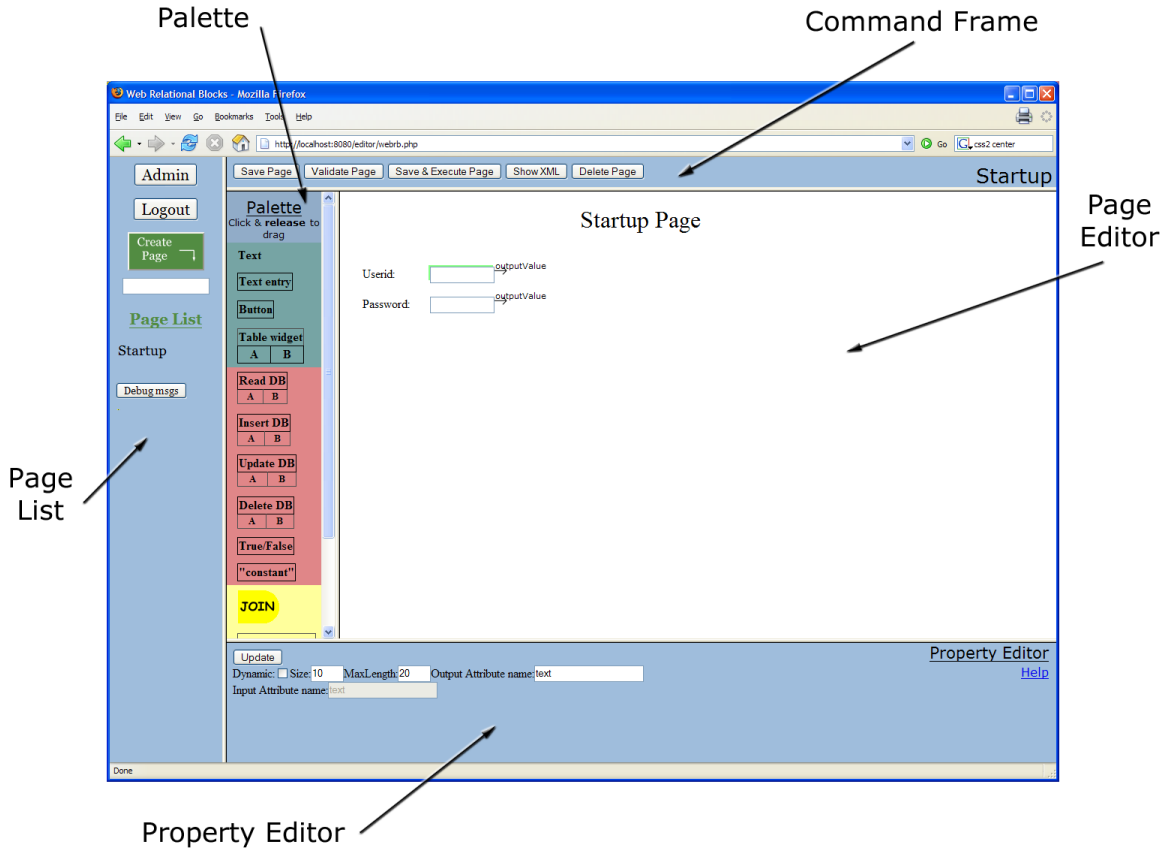 Palette
Command Frame
Web Relational Blocks - Mozilla Firefox
File Edit View Go Bookmarks Tools Help
http://localhost:8080/editor/webrb.php
Go
G css2 center
Admin
Logout
Create
Page
Page List
Startup
Debug msgs
Save Page Validate Page Save & Execute Page Show XML Delete Page
Startup
Palette
Click & release to
drag
Text
Text entry
Button
Table widget
A B
Read DB
A B
Insert DB
A B
Update DB
A B
Delete DB
A B
True/False
"constant"
JOIN
Startup Page
Userid:
outputValue
Password:
outputValue
Page
Editor
Page
List
Update
Property Editor
Dynamic: Size: 10 MaxLength: 20 Output Attribute name: text
Help
Input Attribute name: text
Done
Property Editor